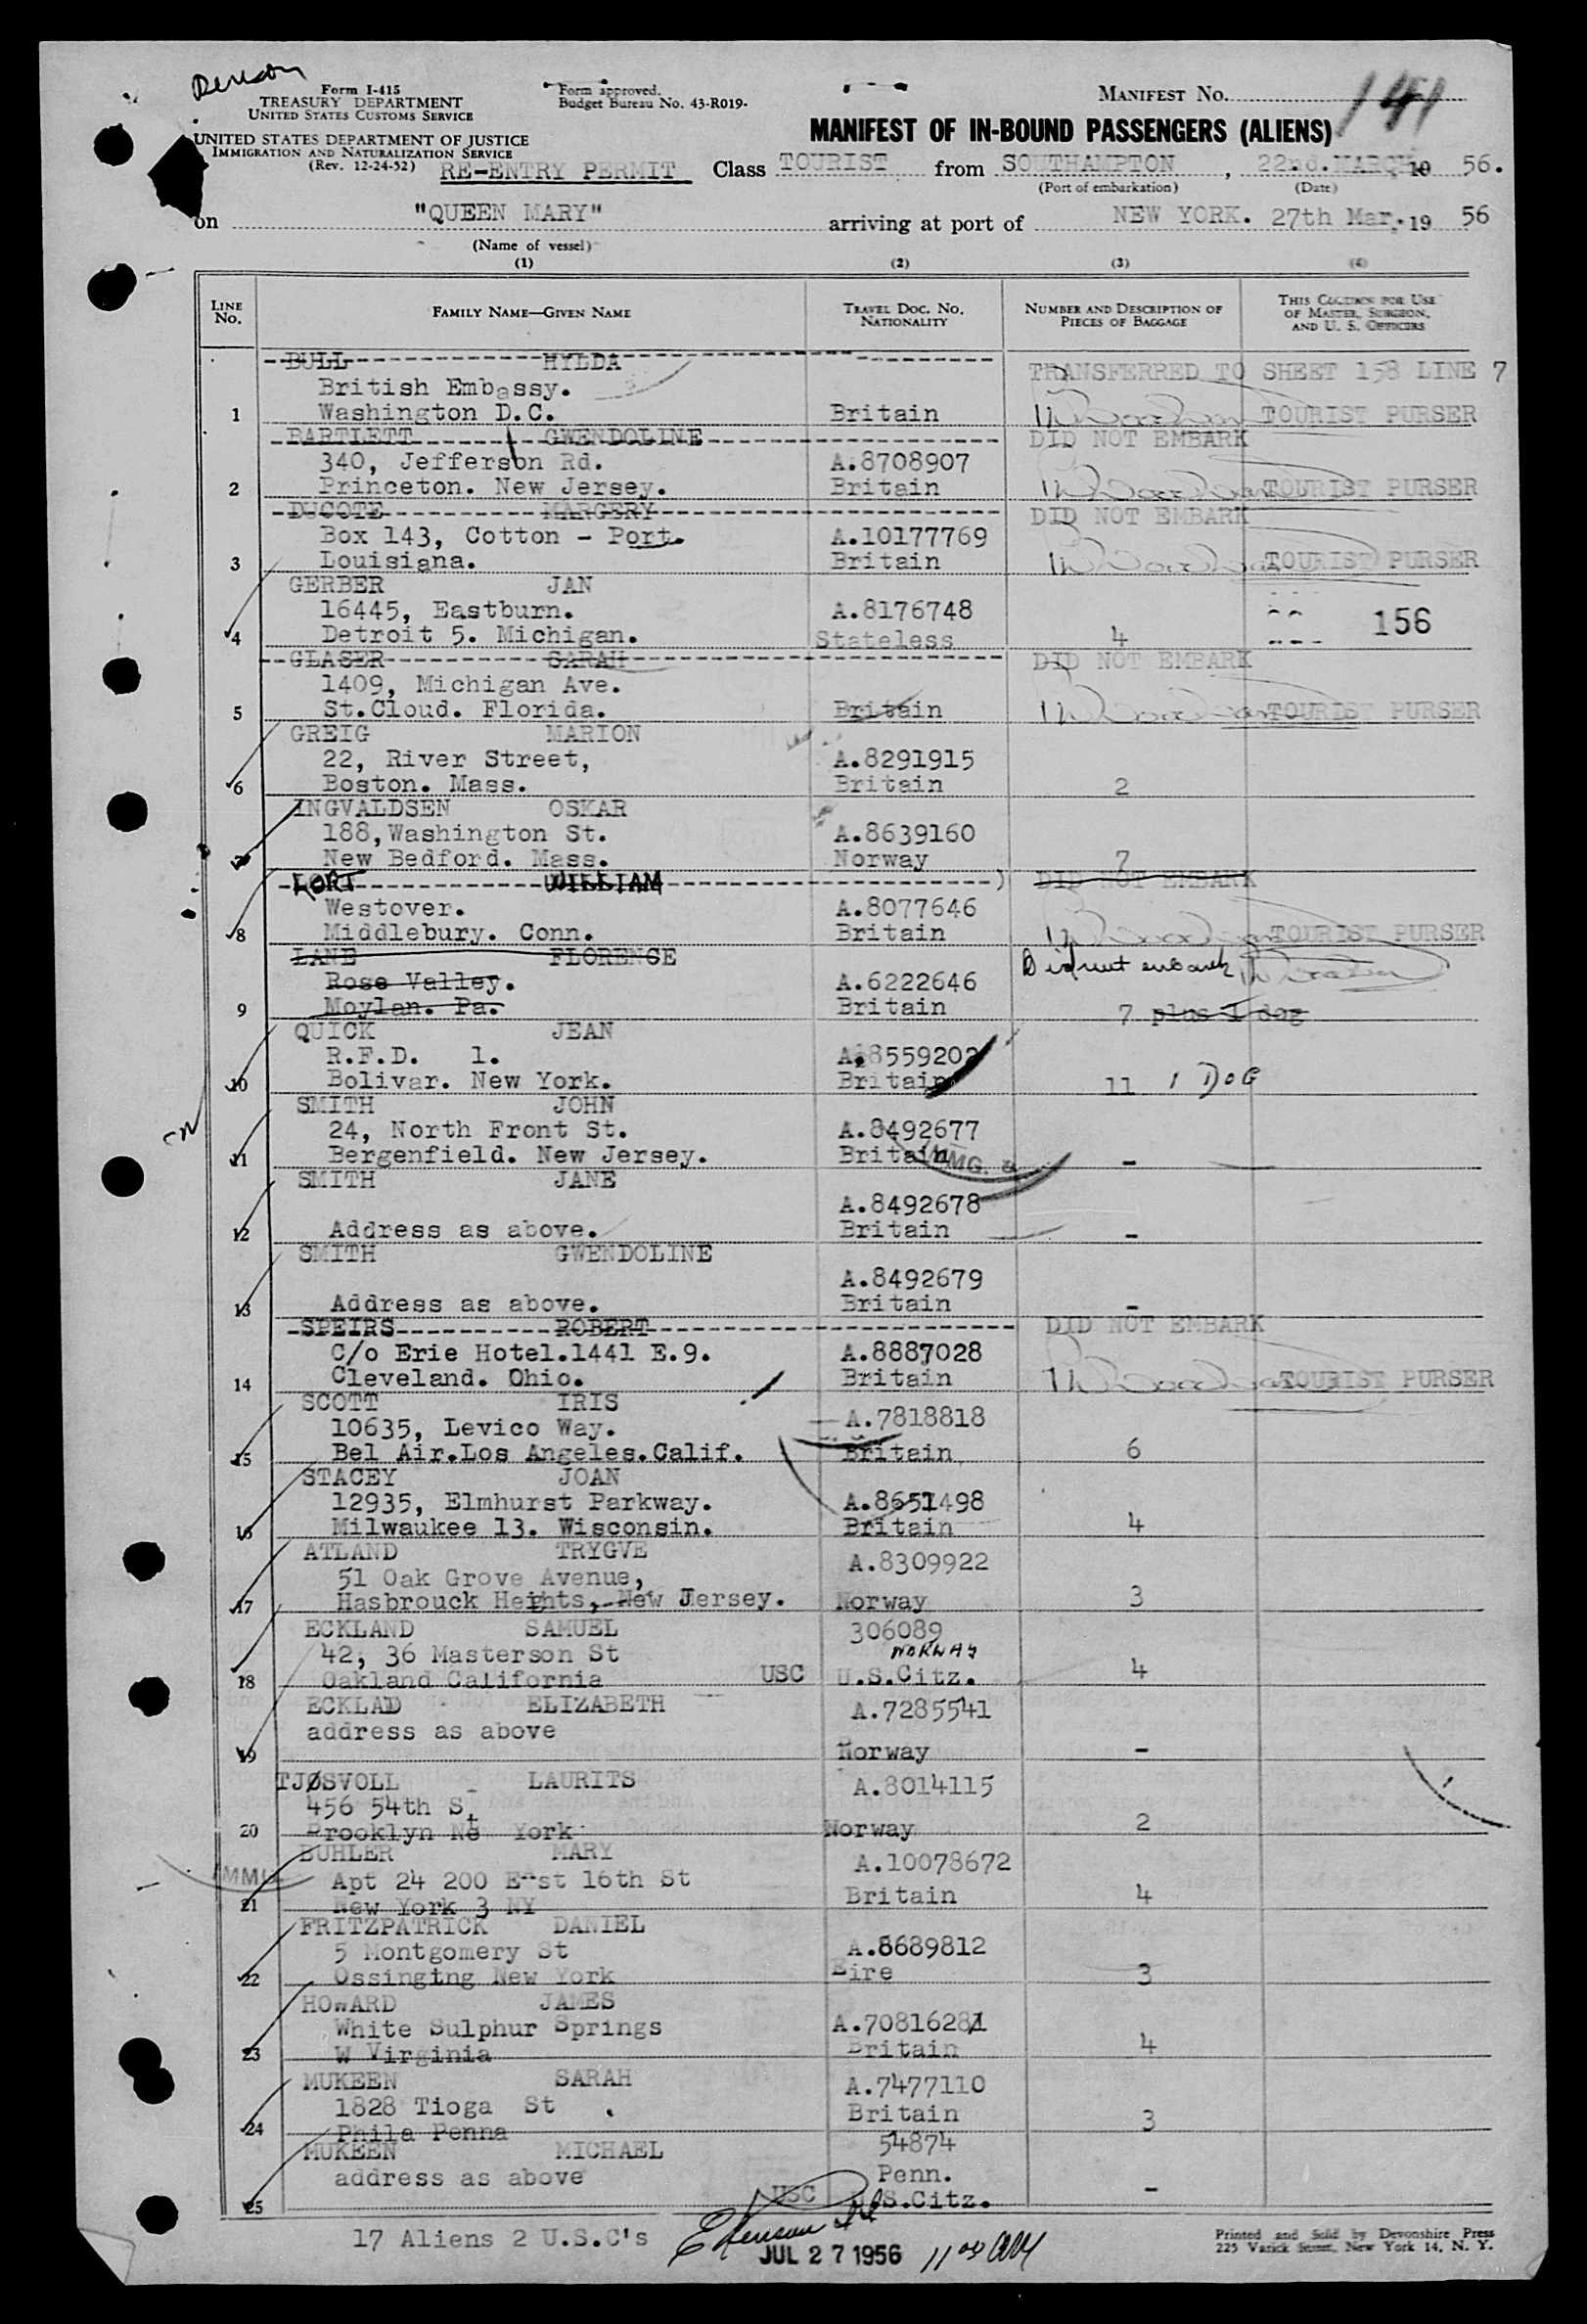 Form I-415
TREASURY DEPARTMENT
UNITED STATES CUSTOMS SERVICE
UNITED STATES DEPARTMENT OF JUSTICE
IMMIGRATION AND NATURALIZATION SERVICE
(Rev. 12-24-52)
Form approved.
Budget Bureau No. 43-R019-
MANIFEST NO.
MANIFEST OF IN-BOUND PASSENGERS (ALIENS)
RE-ENTRY PERMIT Class TOURIST from SOUTHAMPTON, 22nd. MARCH 19 56.
(Port of embarkation) (Date)
on "QUEEN MARY" arriving at port of NEW YORK. 27th Mar. 19 56
(Name of vessel)
(1) (2) (3) (4)
LINE NO. FAMILY NAME—GIVEN NAME TRAVEL DOC. NO. NATIONALITY NUMBER AND DESCRIPTION OF PIECES OF BAGGAGE THIS COLUMN FOR USE OF MASTER, SURGEON, AND U. S. OFFICERS
BULL HYLDA TRANSFERRED TO SHEET 158 LINE 7
British Embassy.
1 Washington D.C. Britain TOURIST PURSER
BARTLETT GWENDOLINE DID NOT EMBARK
340, Jefferson Rd. A.8708907
2 Princeton. New Jersey. Britain TOURIST PURSER
DUCOTE MARGERY DID NOT EMBARK
Box 143, Cotton - Port. A.10177769
3 Louisiana. Britain TOURIST PURSER
GERBER JAN
16445, Eastburn. A.8176748 156
4 Detroit 5. Michigan. Stateless 4
GLASER SARAH DID NOT EMBARK
1409, Michigan Ave.
5 St.Cloud. Florida. Britain TOURIST PURSER
GREIG MARION
22, River Street, A.8291915
6 Boston. Mass. Britain 2
INGVALDSEN OSKAR
188,Washington St. A.8639160
7 New Bedford. Mass. Norway 7
KORT WILLIAM DID NOT EMBARK
Westover. A.8077646
8 Middlebury. Conn. Britain TOURIST PURSER
LANE FLORENCE Did not embark
Rose Valley. A.6222646
9 Moylan. Pa. Britain 7 plus 1 dog
QUICK JEAN
R.F.D. 1. A.8559202
10 Bolivar. New York. Britain 11 1 DOG
SMITH JOHN
24, North Front St. A.8492677
11 Bergenfield. New Jersey. Britain -
SMITH JANE
A.8492678
12 Address as above. Britain -
SMITH GWENDOLINE
A.8492679
13 Address as above. Britain -
SPEIRS ROBERT DID NOT EMBARK
C/o Erie Hotel.1441 E.9. A.8887028
14 Cleveland. Ohio. Britain TOURIST PURSER
SCOTT IRIS
10635, Levico Way. A.7818818
15 Bel Air.Los Angeles.Calif. Britain 6
STACEY JOAN
12935, Elmhurst Parkway. A.8651498
16 Milwaukee 13. Wisconsin. Britain 4
ATLAND TRYGVE A.8309922
51 Oak Grove Avenue,
17 Hasbrouck Heights, New Jersey. Norway 3
ECKLAND SAMUEL 306089
42, 36 Masterson St NORWAY
18 Oakland California USC U.S.Citz. 4
ECKLAD ELIZABETH A.7285541
address as above
19 Norway -
TJØSVOLL LAURITS A.8014115
456 54th St
20 Brooklyn Ne York Norway 2
BUHLER MARY A.10078672
Apt 24 200 East 16th St
21 New York 3 NY Britain 4
FRITZPATRICK DANIEL A.8689812
5 Montgomery St
22 Ossinging New York Eire 3
HOwARD JAMES
White Sulphur Springs A.7081628
23 W Virginia Britain 4
MUKEEN SARAH A.7477110
1828 Tioga St Britain
24 Phila Penna 3
MUKEEN MICHAEL 54874
address as above Penn.
25 USC U.S.Citz. -
17 Aliens 2 U.S.C's
JUL 27 1956
Printed and Sold by Devonshire Press
225 Varick Street, New York 14, N. Y.